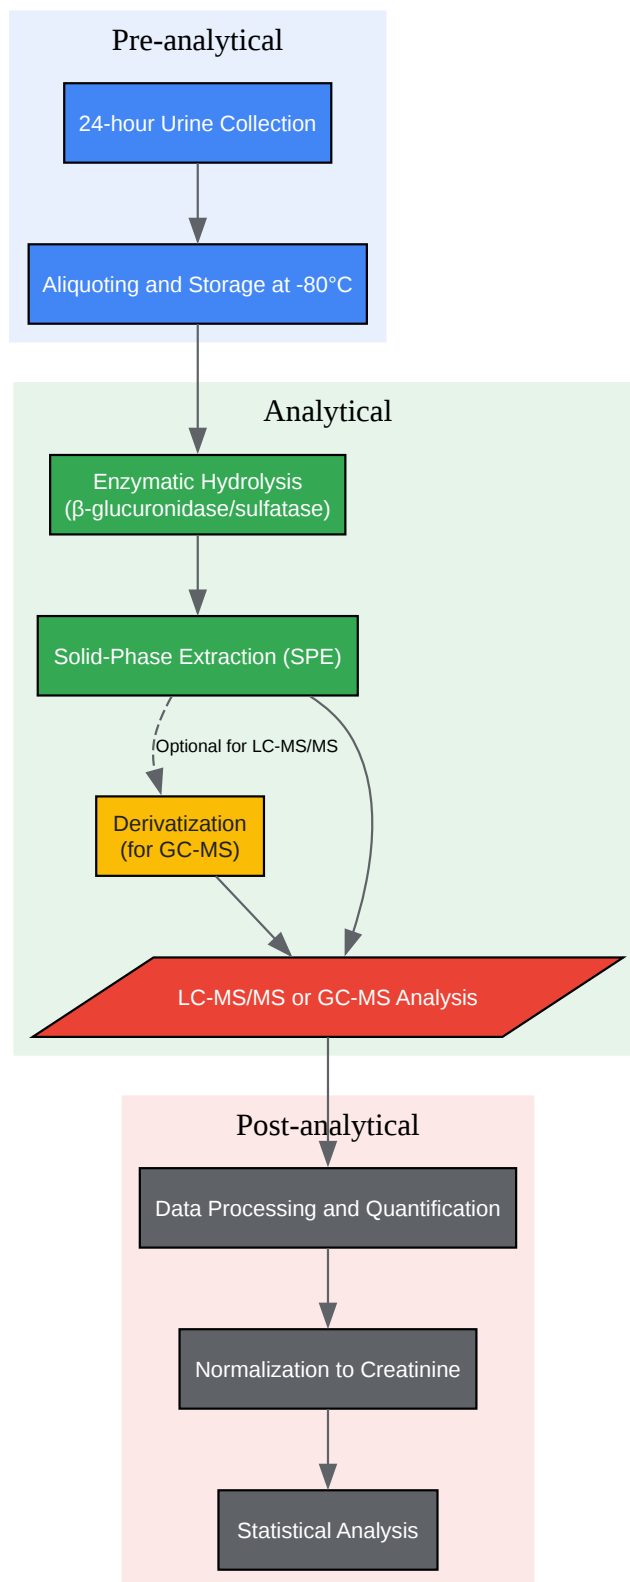 Pre-analytical
24-hour Urine Collection
Aliquoting and Storage at -80°C
Analytical
Enzymatic Hydrolysis
(β-glucuronidase/sulfatase)
Solid-Phase Extraction (SPE)
Optional for LC-MS/MS
Derivatization
(for GC-MS)
LC-MS/MS or GC-MS Analysis
Post-analytical
Data Processing and Quantification
Normalization to Creatinine
Statistical Analysis